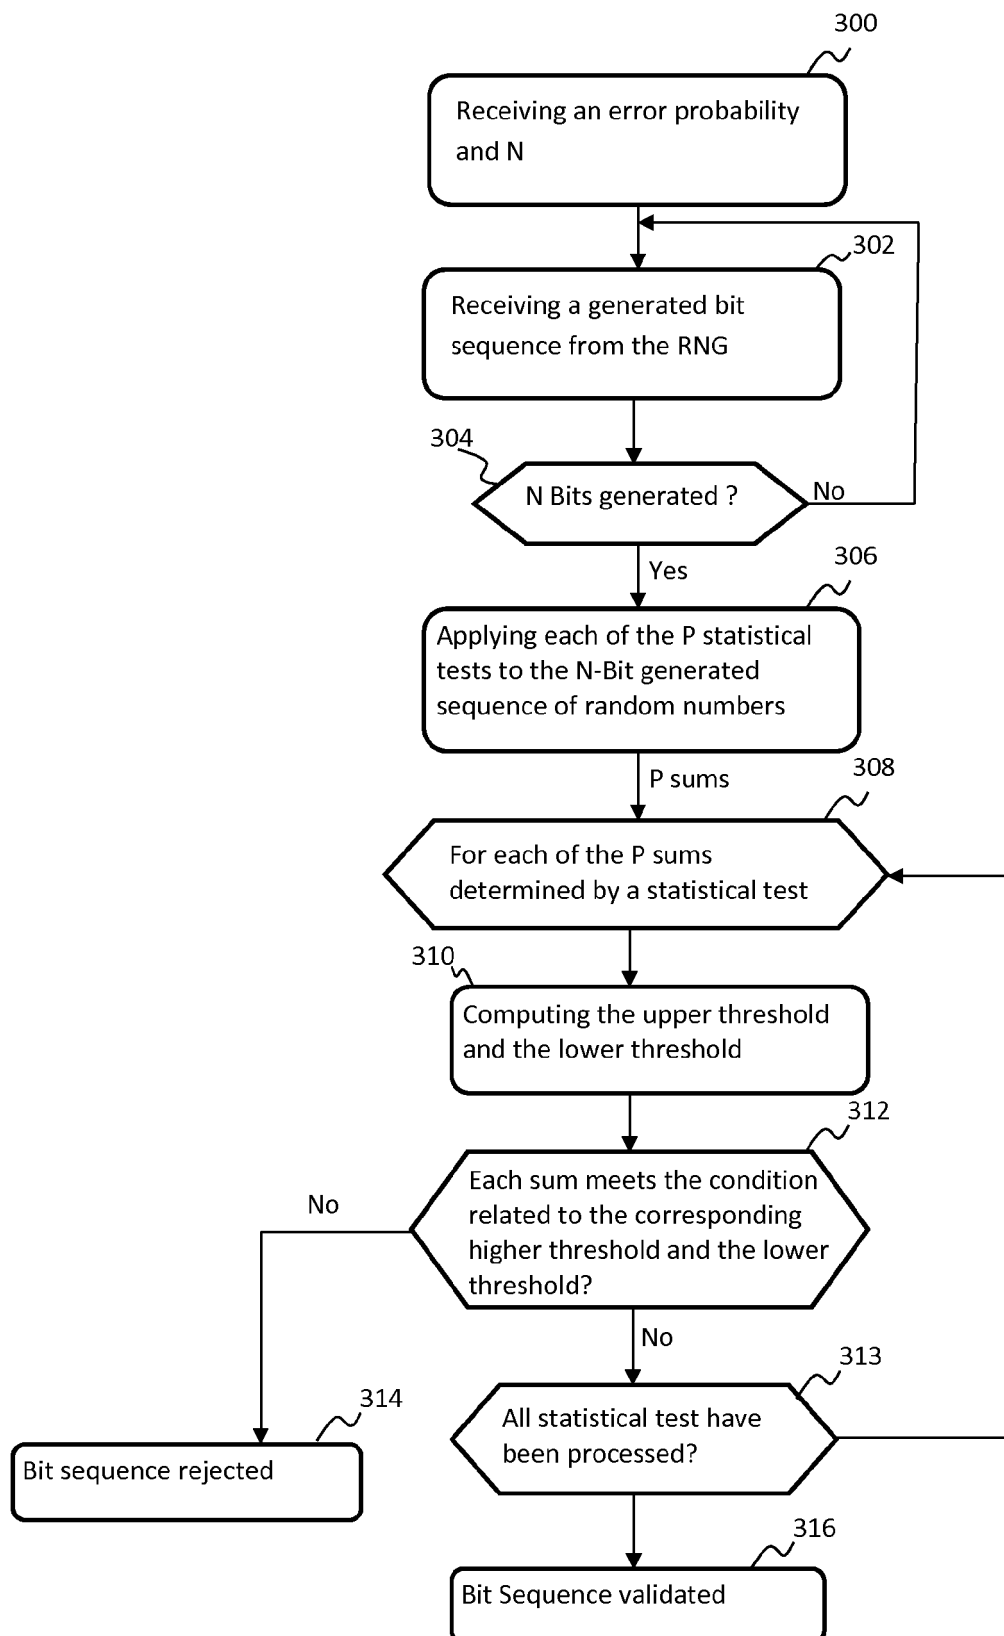 300
Receiving an error probability
and N
302
Receiving a generated bit
sequence from the RNG
304
N Bits generated ?
No
Yes
306
Applying each of the P statistical
tests to the N-Bit generated
sequence of random numbers
P sums
308
For each of the P sums
determined by a statistical test
310
Computing the upper threshold
and the lower threshold
312
Each sum meets the condition
related to the corresponding
higher threshold and the lower
threshold?
No
No
313
All statistical test have
been processed?
314
Bit sequence rejected
316
Bit Sequence validated